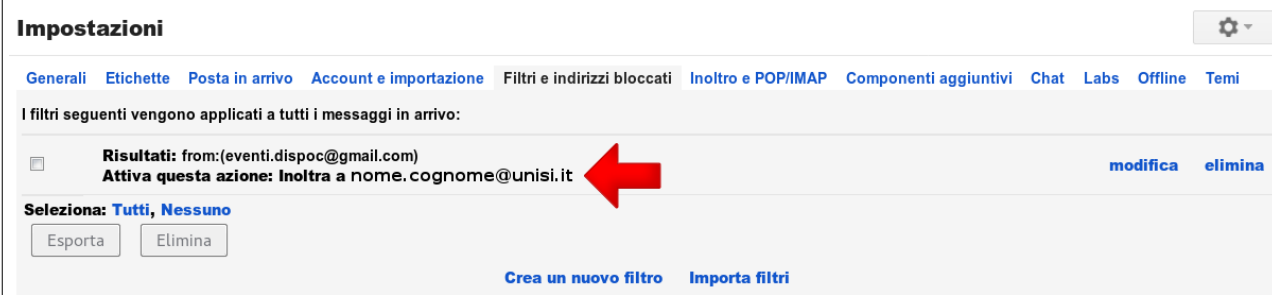 Impostazioni
Generali Etichette Posta in arrivo Account e importazione Filtri e indirizzi bloccati Inoltro e POP/IMAP Componenti aggiuntivi Chat Labs Offline Temi
I filtri seguenti vengono applicati a tutti i messaggi in arrivo:
Risultati: from:(eventi.dispoc@gmail.com)
Attiva questa azione: Inoltra a nome.cognome@unisi.it
modifica elimina
Seleziona: Tutti, Nessuno
Esporta Elimina
Crea un nuovo filtro Importa filtri